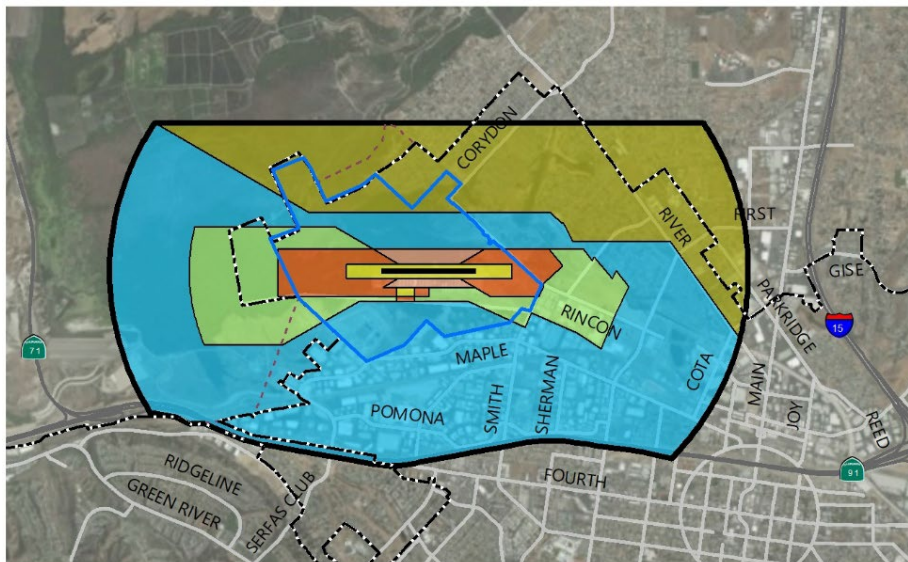 CORYDON
RIVER
FIRST
GISE
PARKRIDGE
15
RINCON
71
MAPLE
COTA
MAIN
JOY
SMITH
SHERMAN
POMONA
REED
RIDGELINE
GREEN RIVER
SERFAS CLUB
FOURTH
91